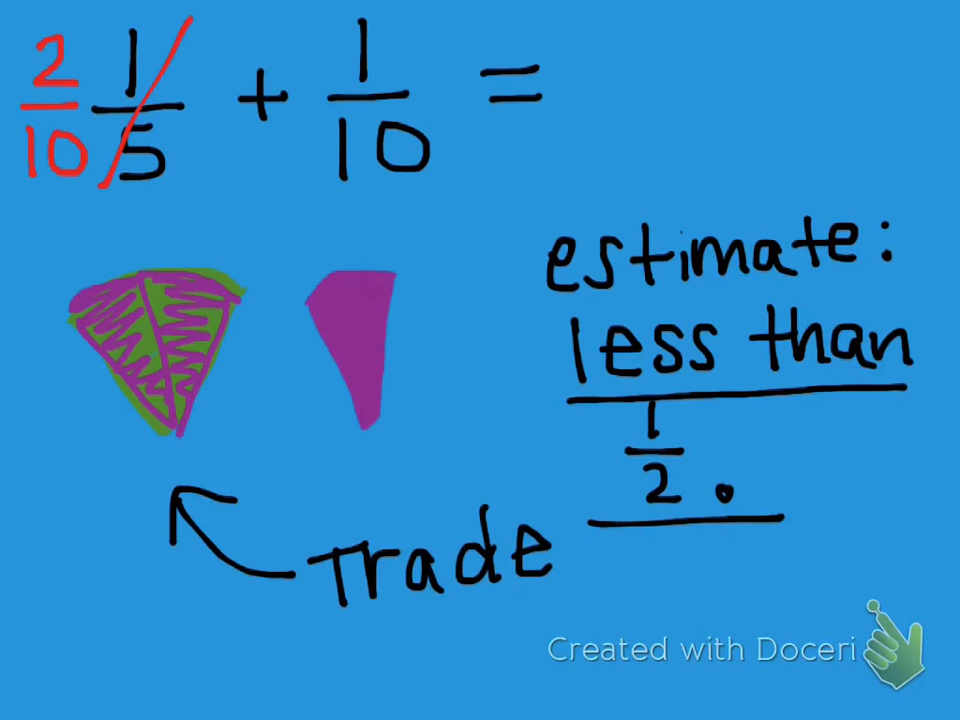 2/10 1/5 + 1/10 =
estimate:
less than
1/2.
Trade
Created with Doceri